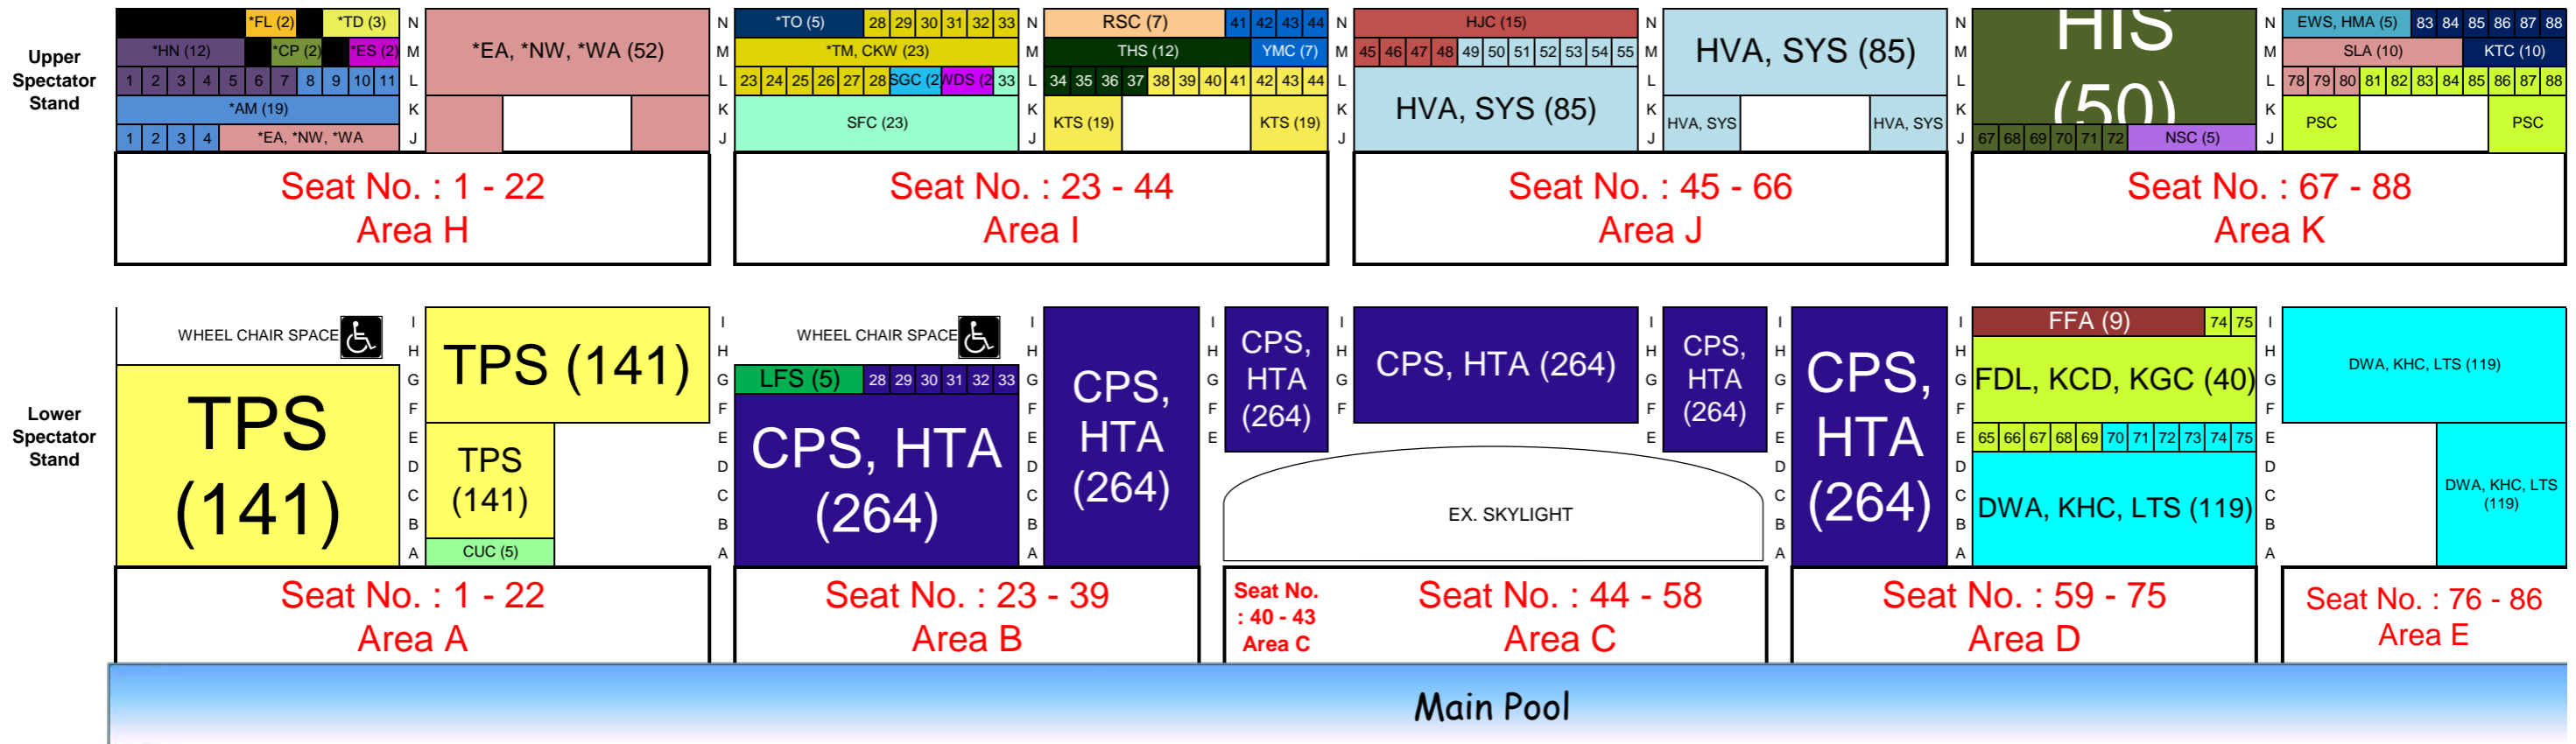 Upper Spectator Stand
*FL (2) *TD (3) N *EA, *NW, *WA (52) N *TO (5) 28 29 30 31 32 33 N RSC (7) 41 42 43 44 N HJC (15) N HVA, SYS (85) N HIS (50) N EWS, HMA (5) 83 84 85 86 87 88
*HN (12) *CP (2) *ES (2) M M *TM, CKW (23) M THS (12) YMC (7) M 45 46 47 48 49 50 51 52 53 54 55 M M M SLA (10) KTC (10)
1 2 3 4 5 6 7 8 9 10 11 L L 23 24 25 26 27 28 SGC (2 WDS (2 33 L 34 35 36 37 38 39 40 41 42 43 44 L HVA, SYS (85) L L L 78 79 80 81 82 83 84 85 86 87 88
*AM (19) K K SFC (23) K KTS (19) KTS (19) K K HVA, SYS HVA, SYS K K PSC PSC
1 2 3 4 *EA, *NW, *WA J J J J J J 67 68 69 70 71 72 NSC (5) J
Seat No. : 1 - 22 Seat No. : 23 - 44 Seat No. : 45 - 66 Seat No. : 67 - 88
Area H Area I Area J Area K
Lower Spectator Stand
WHEEL CHAIR SPACE I I WHEEL CHAIR SPACE I I I I I FFA (9) 74 75 I
H TPS (141) H H CPS, HTA (264) H CPS, HTA (264) H CPS, HTA (264) H CPS, HTA (264) H CPS, HTA (264) H FDL, KCD, KGC (40) H DWA, KHC, LTS (119)
TPS (141) G G LFS (5) 28 29 30 31 32 33 G G G G G G G
F F CPS, HTA (264) F F F F F F F
E TPS (141) E E E E E E 65 66 67 68 69 70 71 72 73 74 75 E
D D D D D DWA, KHC, LTS (119) D DWA, KHC, LTS (119)
C C C EX. SKYLIGHT C C C
B B B B B B
A CUC (5) A A A A A
Seat No. : 1 - 22 Seat No. : 23 - 39 Seat No. : 40 - 43 Seat No. : 44 - 58 Seat No. : 59 - 75 Seat No. : 76 - 86
Area A Area B Area C Area C Area D Area E
Main Pool